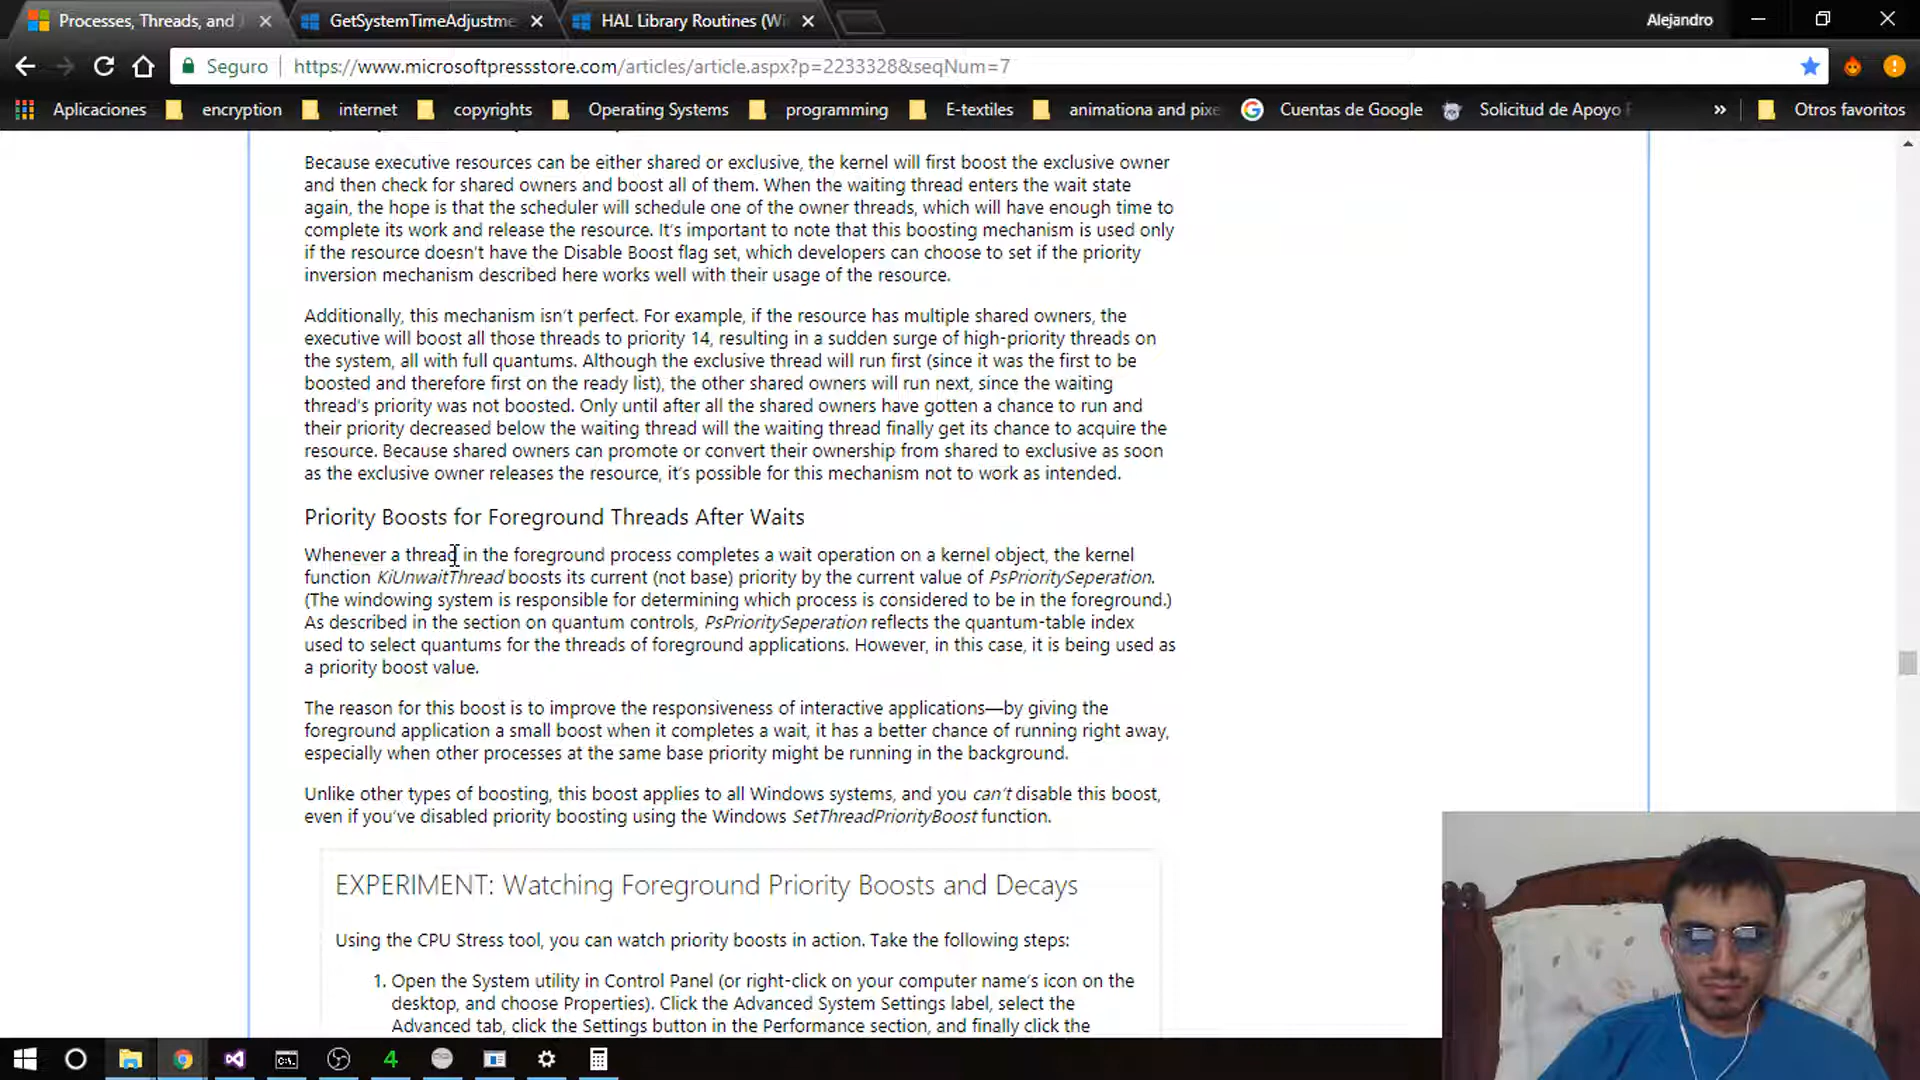 Processes, Threads, and J
GetSystemTimeAdjustme
HAL Library Routines (Wi
Alejandro
Seguro
https://www.microsoftpressstore.com/articles/article.aspx?p=2233328&seqNum=7
Aplicaciones
encryption
internet
copyrights
Operating Systems
programming
E-textiles
animationa and pixe
Cuentas de Google
Solicitud de Apoyo
»
Otros favoritos
Because executive resources can be either shared or exclusive, the kernel will first boost the exclusive owner
and then check for shared owners and boost all of them. When the waiting thread enters the wait state
again, the hope is that the scheduler will schedule one of the owner threads, which will have enough time to
complete its work and release the resource. It's important to note that this boosting mechanism is used only
if the resource doesn't have the Disable Boost flag set, which developers can choose to set if the priority
inversion mechanism described here works well with their usage of the resource.
Additionally, this mechanism isn't perfect. For example, if the resource has multiple shared owners, the
executive will boost all those threads to priority 14, resulting in a sudden surge of high-priority threads on
the system, all with full quantums. Although the exclusive thread will run first (since it was the first to be
boosted and therefore first on the ready list), the other shared owners will run next, since the waiting
thread's priority was not boosted. Only until after all the shared owners have gotten a chance to run and
their priority decreased below the waiting thread will the waiting thread finally get its chance to acquire the
resource. Because shared owners can promote or convert their ownership from shared to exclusive as soon
as the exclusive owner releases the resource, it's possible for this mechanism not to work as intended.
Priority Boosts for Foreground Threads After Waits
Whenever a thread in the foreground process completes a wait operation on a kernel object, the kernel
function KiUnwaitThread boosts its current (not base) priority by the current value of PsPrioritySeperation.
(The windowing system is responsible for determining which process is considered to be in the foreground.)
As described in the section on quantum controls, PsPrioritySeperation reflects the quantum-table index
used to select quantums for the threads of foreground applications. However, in this case, it is being used as
a priority boost value.
The reason for this boost is to improve the responsiveness of interactive applications—by giving the
foreground application a small boost when it completes a wait, it has a better chance of running right away,
especially when other processes at the same base priority might be running in the background.
Unlike other types of boosting, this boost applies to all Windows systems, and you can't disable this boost,
even if you've disabled priority boosting using the Windows SetThreadPriorityBoost function.
EXPERIMENT: Watching Foreground Priority Boosts and Decays
Using the CPU Stress tool, you can watch priority boosts in action. Take the following steps:
1. Open the System utility in Control Panel (or right-click on your computer name's icon on the
desktop, and choose Properties). Click the Advanced System Settings label, select the
Advanced tab, click the Settings button in the Performance section, and finally click the
4